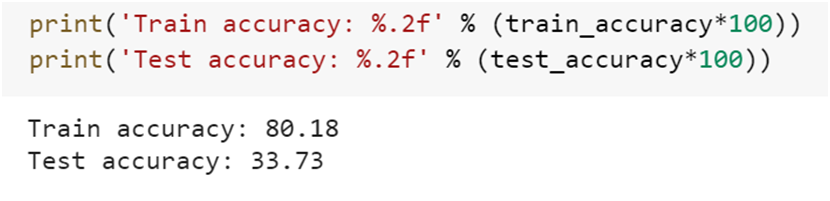 print('Train accuracy: %.2f' % (train_accuracy*100))
print('Test accuracy: %.2f' % (test_accuracy*100))
Train accuracy: 80.18
Test accuracy: 33.73